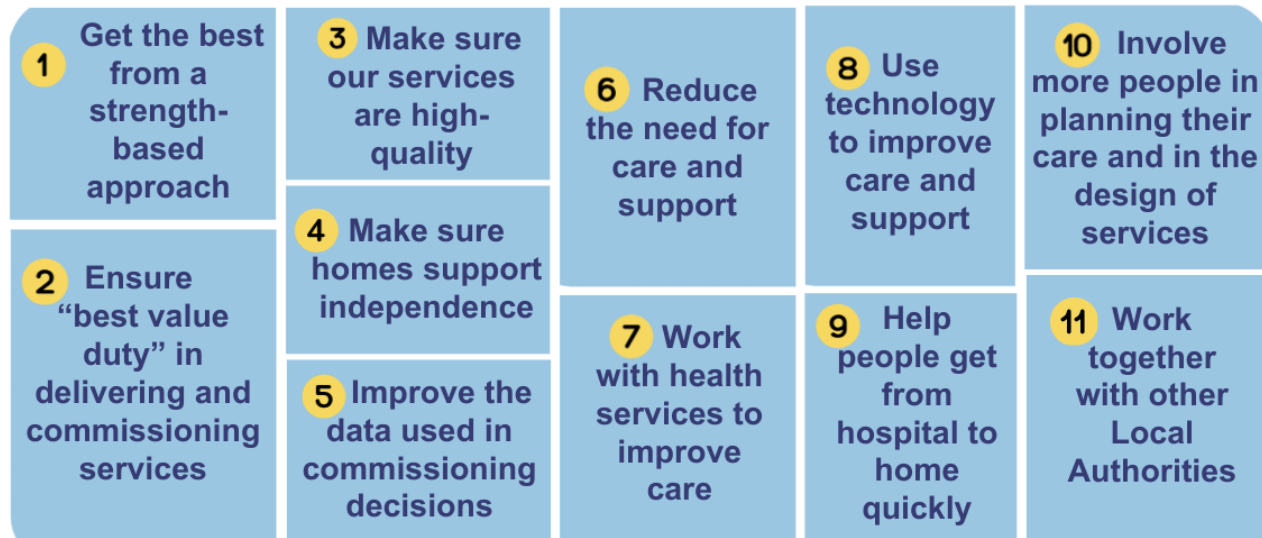 1 Get the best
from a
strength-
based
approach
2 Ensure
“best value
duty” in
delivering and
commissioning
services
3 Make sure
our services
are high-
quality
4 Make sure
homes support
independence
5 Improve the
data used in
commissioning
decisions
6 Reduce
the need for
care and
support
7 Work
with health
services to
improve
care
8 Use
technology
to improve
care and
support
9 Help
people get
from
hospital to
home
quickly
10 Involve
more people in
planning their
care and in the
design of
services
11 Work
together
with other
Local
Authorities